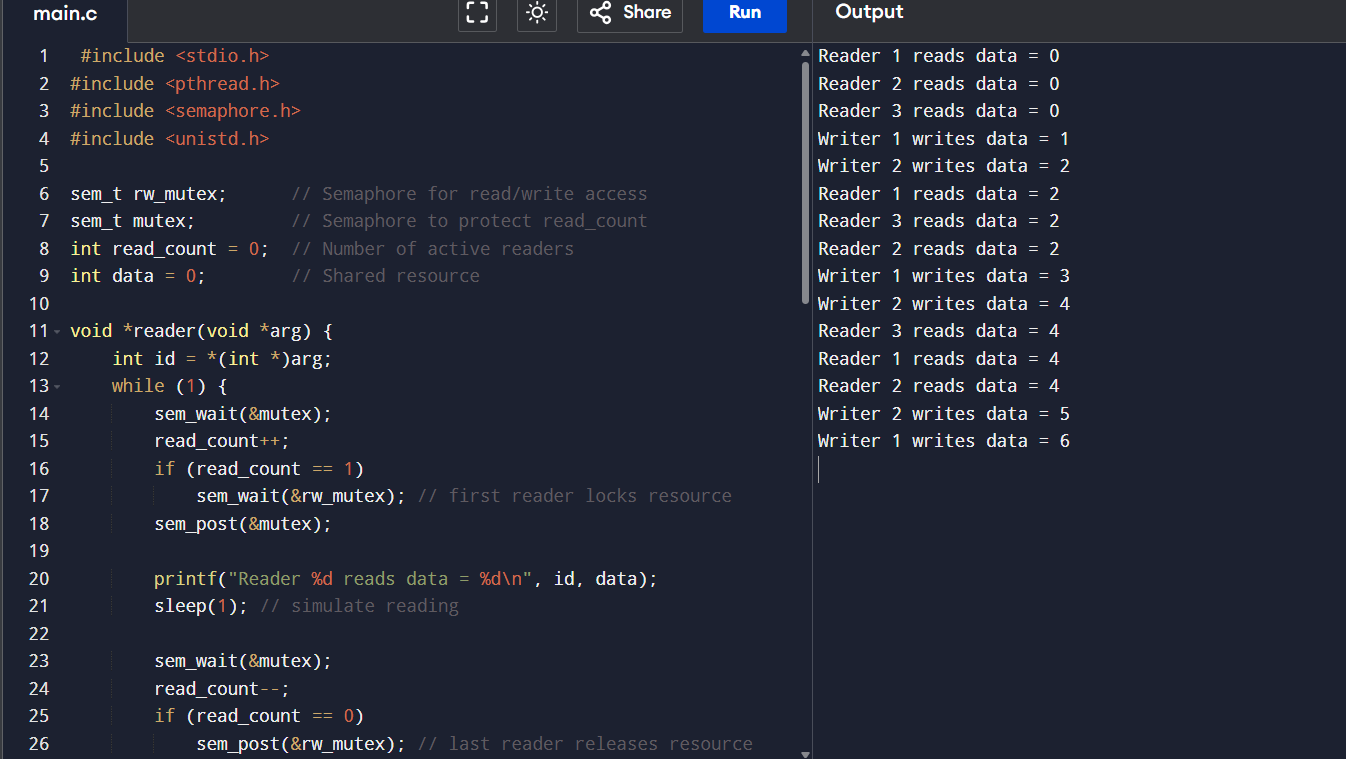 main.c
Share
Run
Output
1 #include <stdio.h>
2 #include <pthread.h>
3 #include <semaphore.h>
4 #include <unistd.h>
5
6 sem_t rw_mutex; // Semaphore for read/write access
7 sem_t mutex; // Semaphore to protect read_count
8 int read_count = 0; // Number of active readers
9 int data = 0; // Shared resource
10
11 void *reader(void *arg) {
12 int id = *(int *)arg;
13 while (1) {
14 sem_wait(&mutex);
15 read_count++;
16 if (read_count == 1)
17 sem_wait(&rw_mutex); // first reader locks resource
18 sem_post(&mutex);
19
20 printf("Reader %d reads data = %d\n", id, data);
21 sleep(1); // simulate reading
22
23 sem_wait(&mutex);
24 read_count--;
25 if (read_count == 0)
26 sem_post(&rw_mutex); // last reader releases resource
Reader 1 reads data = 0
Reader 2 reads data = 0
Reader 3 reads data = 0
Writer 1 writes data = 1
Writer 2 writes data = 2
Reader 1 reads data = 2
Reader 3 reads data = 2
Reader 2 reads data = 2
Writer 1 writes data = 3
Writer 2 writes data = 4
Reader 3 reads data = 4
Reader 1 reads data = 4
Reader 2 reads data = 4
Writer 2 writes data = 5
Writer 1 writes data = 6